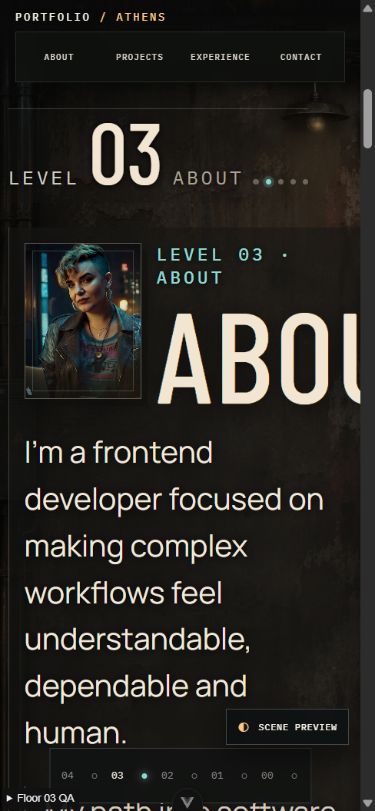 PORTFOLIO / ATHENS
ABOUT PROJECTS EXPERIENCE CONTACT
LEVEL 03 ABOUT
LEVEL 03 ·
ABOUT
ABOU
I'm a frontend
developer focused on
making complex
workflows feel
understandable,
dependable and
human.
SCENE PREVIEW
04 03 02 01 00
Floor 03 QA